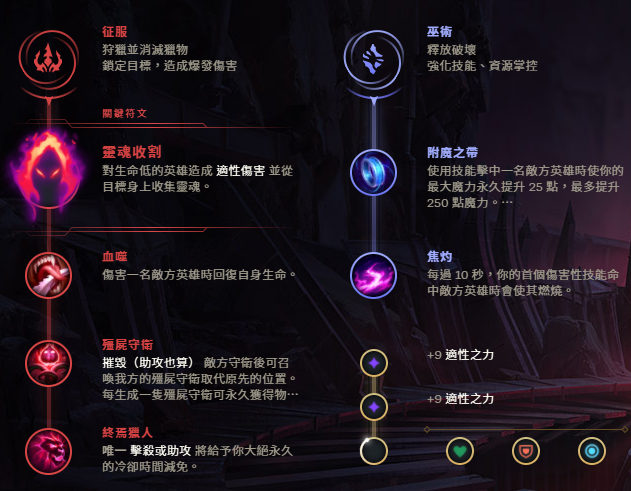 征服
狩獵並消滅獵物
鎖定目標，造成爆發傷害
關鍵符文
靈魂收割
對生命低的英雄造成 適性傷害 並從
目標身上收集靈魂。
血噬
傷害一名敵方英雄時回復自身生命。
殭屍守衛
摧毀（助攻也算） 敵方守衛後可召
喚我方的殭屍守衛取代原先的位置。
每生成一隻殭屍守衛可永久獲得物…
終焉獵人
唯一 擊殺或助攻 將給予你大絕永久
的冷卻時間減免。
巫術
釋放破壞
強化技能、資源掌控
附魔之帶
使用技能擊中一名敵方英雄時使你的
最大魔力永久提升 25 點，最多提升
250 點魔力。…
焦灼
每過 10 秒，你的首個傷害性技能命
中敵方英雄時會使其燃燒。
+9 適性之力
+9 適性之力